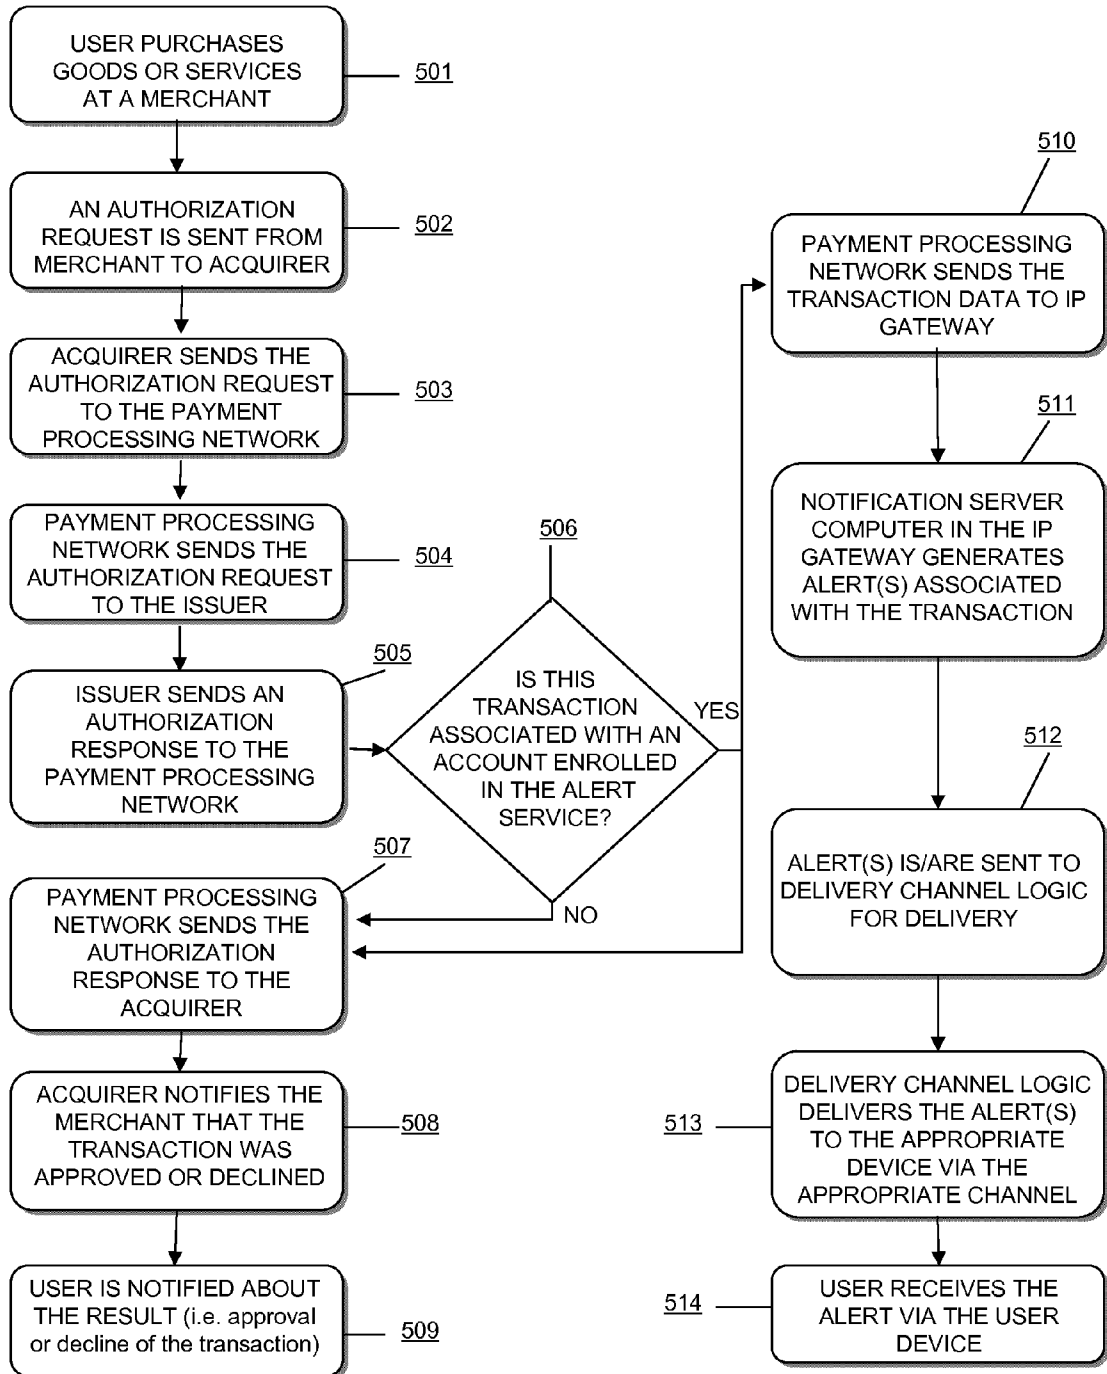 USER PURCHASES
GOODS OR SERVICES
AT A MERCHANT
501
AN AUTHORIZATION
REQUEST IS SENT FROM
MERCHANT TO ACQUIRER
502
ACQUIRER SENDS THE
AUTHORIZATION REQUEST
TO THE PAYMENT
PROCESSING NETWORK
503
PAYMENT PROCESSING
NETWORK SENDS THE
AUTHORIZATION REQUEST
TO THE ISSUER
504
505
ISSUER SENDS AN
AUTHORIZATION
RESPONSE TO THE
PAYMENT PROCESSING
NETWORK
506
IS THIS
TRANSACTION
ASSOCIATED WITH AN
ACCOUNT ENROLLED
IN THE ALERT
SERVICE?
YES
NO
507
PAYMENT PROCESSING
NETWORK SENDS THE
AUTHORIZATION
RESPONSE TO THE
ACQUIRER
ACQUIRER NOTIFIES THE
MERCHANT THAT THE
TRANSACTION WAS
APPROVED OR DECLINED
508
USER IS NOTIFIED ABOUT
THE RESULT (i.e. approval
or decline of the transaction)
509
510
PAYMENT PROCESSING
NETWORK SENDS THE
TRANSACTION DATA TO IP
GATEWAY
511
NOTIFICATION SERVER
COMPUTER IN THE IP
GATEWAY GENERATES
ALERT(S) ASSOCIATED
WITH THE TRANSACTION
512
ALERT(S) IS/ARE SENT TO
DELIVERY CHANNEL LOGIC
FOR DELIVERY
513
DELIVERY CHANNEL LOGIC
DELIVERS THE ALERT(S)
TO THE APPROPRIATE
DEVICE VIA THE
APPROPRIATE CHANNEL
514
USER RECEIVES THE
ALERT VIA THE USER
DEVICE